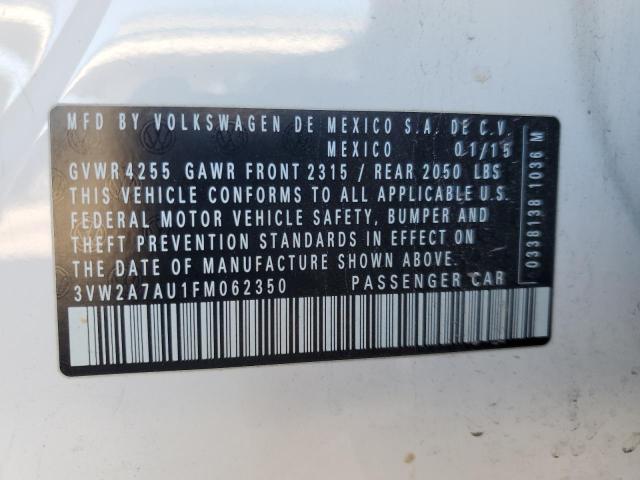 MFD BY VOLKSWAGEN DE MEXICO S.A. DE C.V.
MEXICO 01/15
GVWR 4255 GAWR FRONT 2315 / REAR 2050 LBS
THIS VEHICLE CONFORMS TO ALL APPLICABLE U.S.
FEDERAL MOTOR VEHICLE SAFETY, BUMPER AND
THEFT PREVENTION STANDARDS IN EFFECT ON
THE DATE OF MANUFACTURE SHOWN ABOVE.
3VW2A7AU1FM062350 PASSENGER CAR
0338138 1036 M